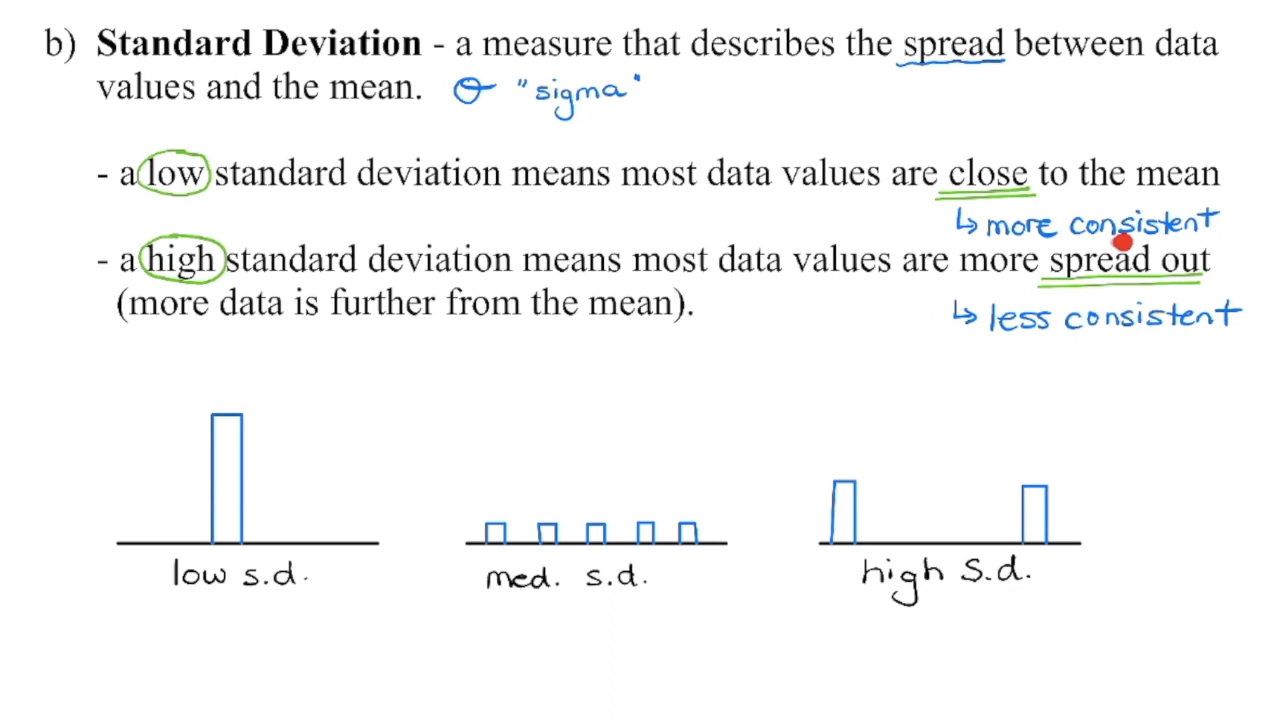 b) Standard Deviation - a measure that describes the spread between data
values and the mean. σ "sigma"
- a low standard deviation means most data values are close to the mean
↳ more consistent
- a high standard deviation means most data values are more spread out
(more data is further from the mean).
↳ less consistent
low s.d.
med. s.d.
high s.d.